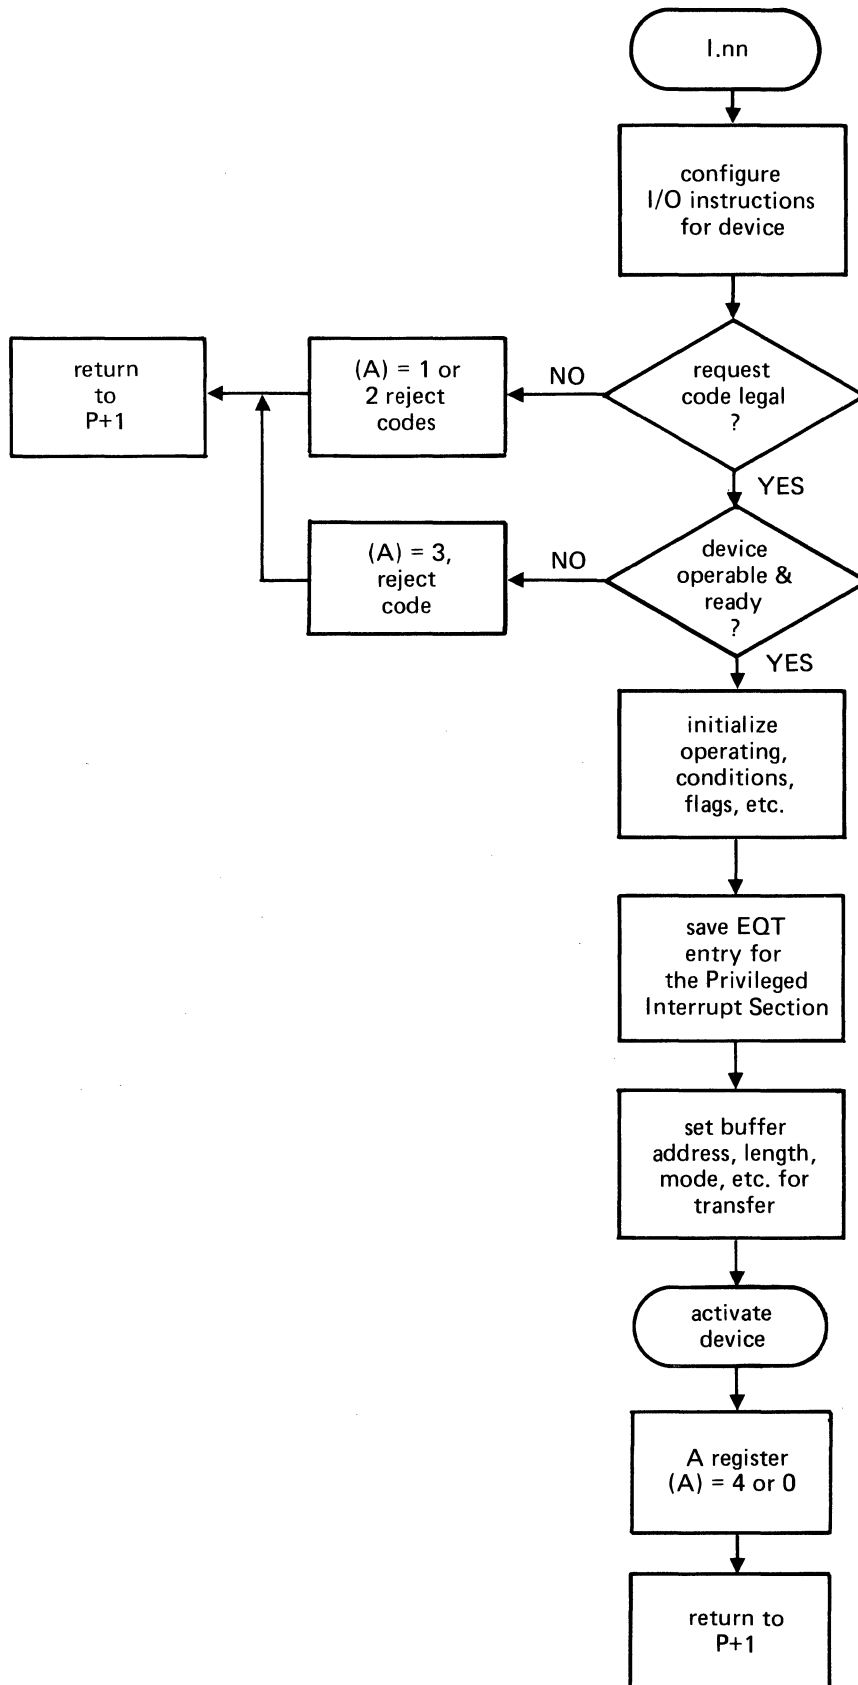 I.nn
configure
I/O instructions
for device
request
code legal
?
NO
(A) = 1 or
2 reject
codes
return
to
P+1
YES
device
operable &
ready
?
NO
(A) = 3,
reject
code
YES
initialize
operating,
conditions,
flags, etc.
save EQT
entry for
the Privileged
Interrupt Section
set buffer
address, length,
mode, etc. for
transfer
activate
device
A register
(A) = 4 or 0
return to
P+1